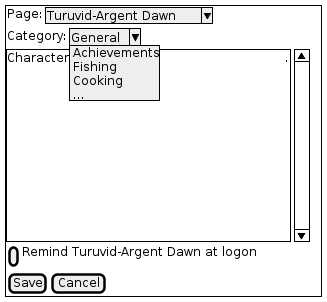 Page: Turuvid-Argent Dawn
Category: General
Character .
Achievements
Fishing
Cooking
...
Remind Turuvid-Argent Dawn at logon
Save Cancel